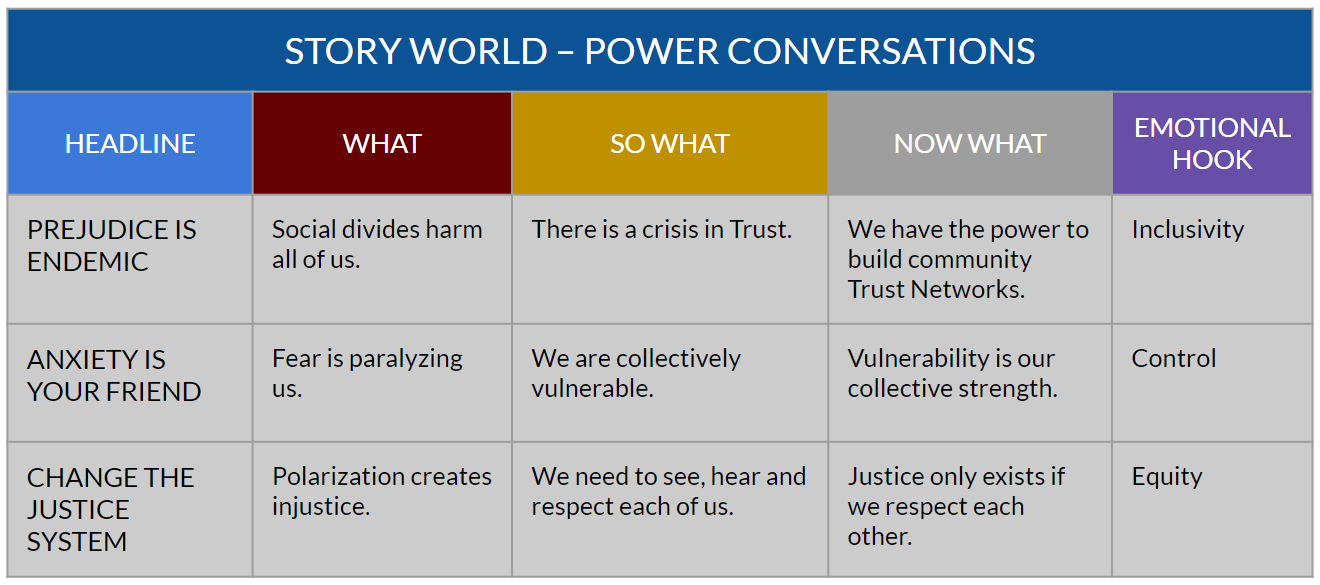 STORY WORLD – POWER CONVERSATIONS
HEADLINE
WHAT
SO WHAT
NOW WHAT
EMOTIONAL
HOOK
PREJUDICE IS
ENDEMIC
Social divides harm
all of us.
There is a crisis in Trust.
We have the power to
build community
Trust Networks.
Inclusivity
ANXIETY IS
YOUR FRIEND
Fear is paralyzing
us.
We are collectively
vulnerable.
Vulnerability is our
collective strength.
Control
CHANGE THE
JUSTICE
SYSTEM
Polarization creates
injustice.
We need to see, hear and
respect each of us.
Justice only exists if
we respect each
other.
Equity